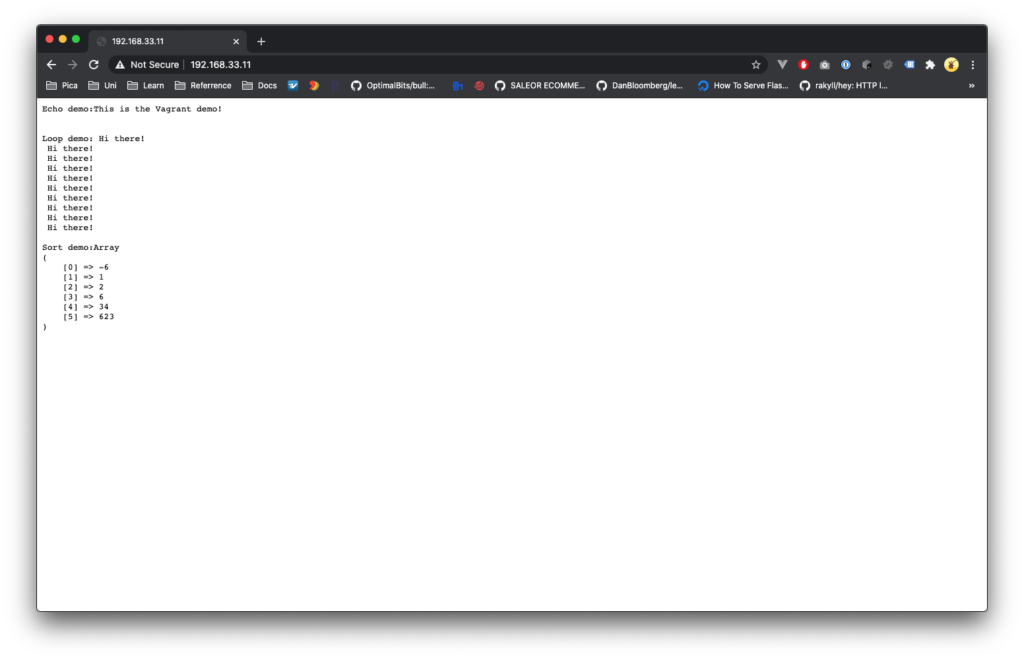 192.168.33.11
Not Secure 192.168.33.11
Pica Uni Learn Referrence Docs OptimalBits/bull:... SALEOR ECOMME... DanBloomberg/le... How To Serve Flas... rakyll/hey: HTTP l... »
Echo demo:This is the Vagrant demo!
Loop demo: Hi there!
Hi there!
Hi there!
Hi there!
Hi there!
Hi there!
Hi there!
Hi there!
Hi there!
Hi there!
Sort demo:Array
(
[0] => -6
[1] => 1
[2] => 2
[3] => 6
[4] => 34
[5] => 623
)